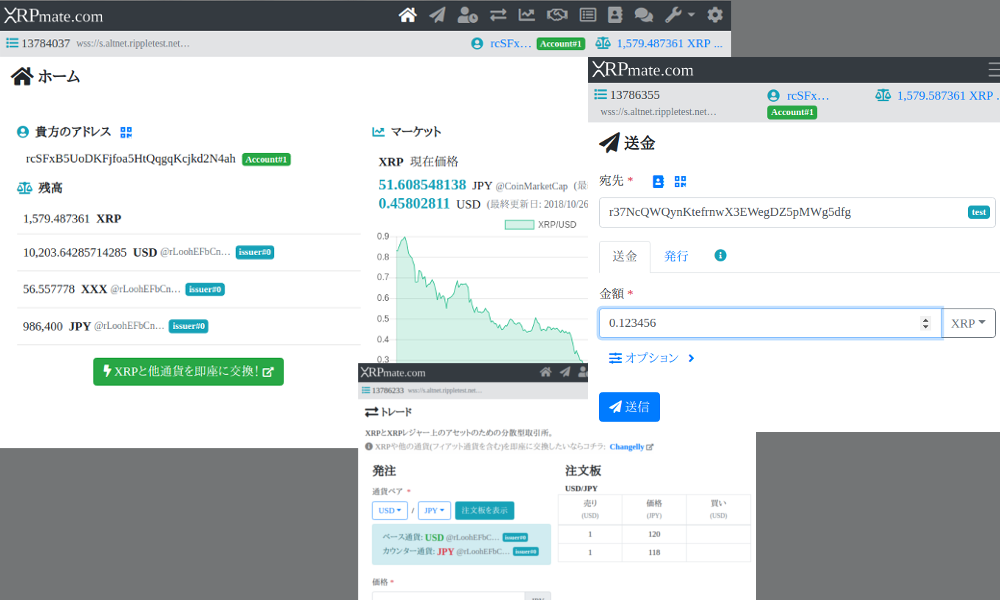 XRPmate.com
13784037 wss://s.altnet.rippletest.net…
rcSFx… Account#1 1,579.487361 XRP ...
ホーム
貴方のアドレス
rcSFxB5UoDKFjfoa5HtQqgqKcjkd2N4ah Account#1
残高
1,579.487361 XRP
10,203.64285714285 USD @rLoohEFbCn… issuer#0
56.557778 XXX @rLoohEFbCn… issuer#0
986,400 JPY @rLoohEFbCn… issuer#0
XRPと他通貨を即座に交換!
マーケット
XRP 現在価格
51.608548138 JPY @CoinMarketCap
0.45802811 USD (最終更新日: 2018/10/26
XRP/USD
0.9
0.8
0.7
0.6
0.5
0.4
0.3
XRPmate.com
13786355
wss://s.altnet.rippletest.net…
rcSFx…
Account#1
1,579.587361 XRP
送金
宛先 *
r37NcQWQynKtefrnwX3EWegDZ5pMWg5dfg test
送金 発行
金額 *
0.123456 XRP
オプション
送信
XRPmate.com
13786233 wss://s.altnet.rippletest.net…
トレード
XRPとXRPレジャー上のアセットのための分散型取引所。
XRPや他の通貨(フィアット通貨を含む)を即座に交換したいならコチラ: Changelly
発注
通貨ペア *
USD / JPY 注文板を表示
ベース通貨: USD @rLoohEFbC… issuer#0
カウンター通貨: JPY @rLoohEFbC… issuer#0
価格 *
注文板
USD/JPY
売り 価格 買い
(USD) (JPY) (USD)
1 120
1 118